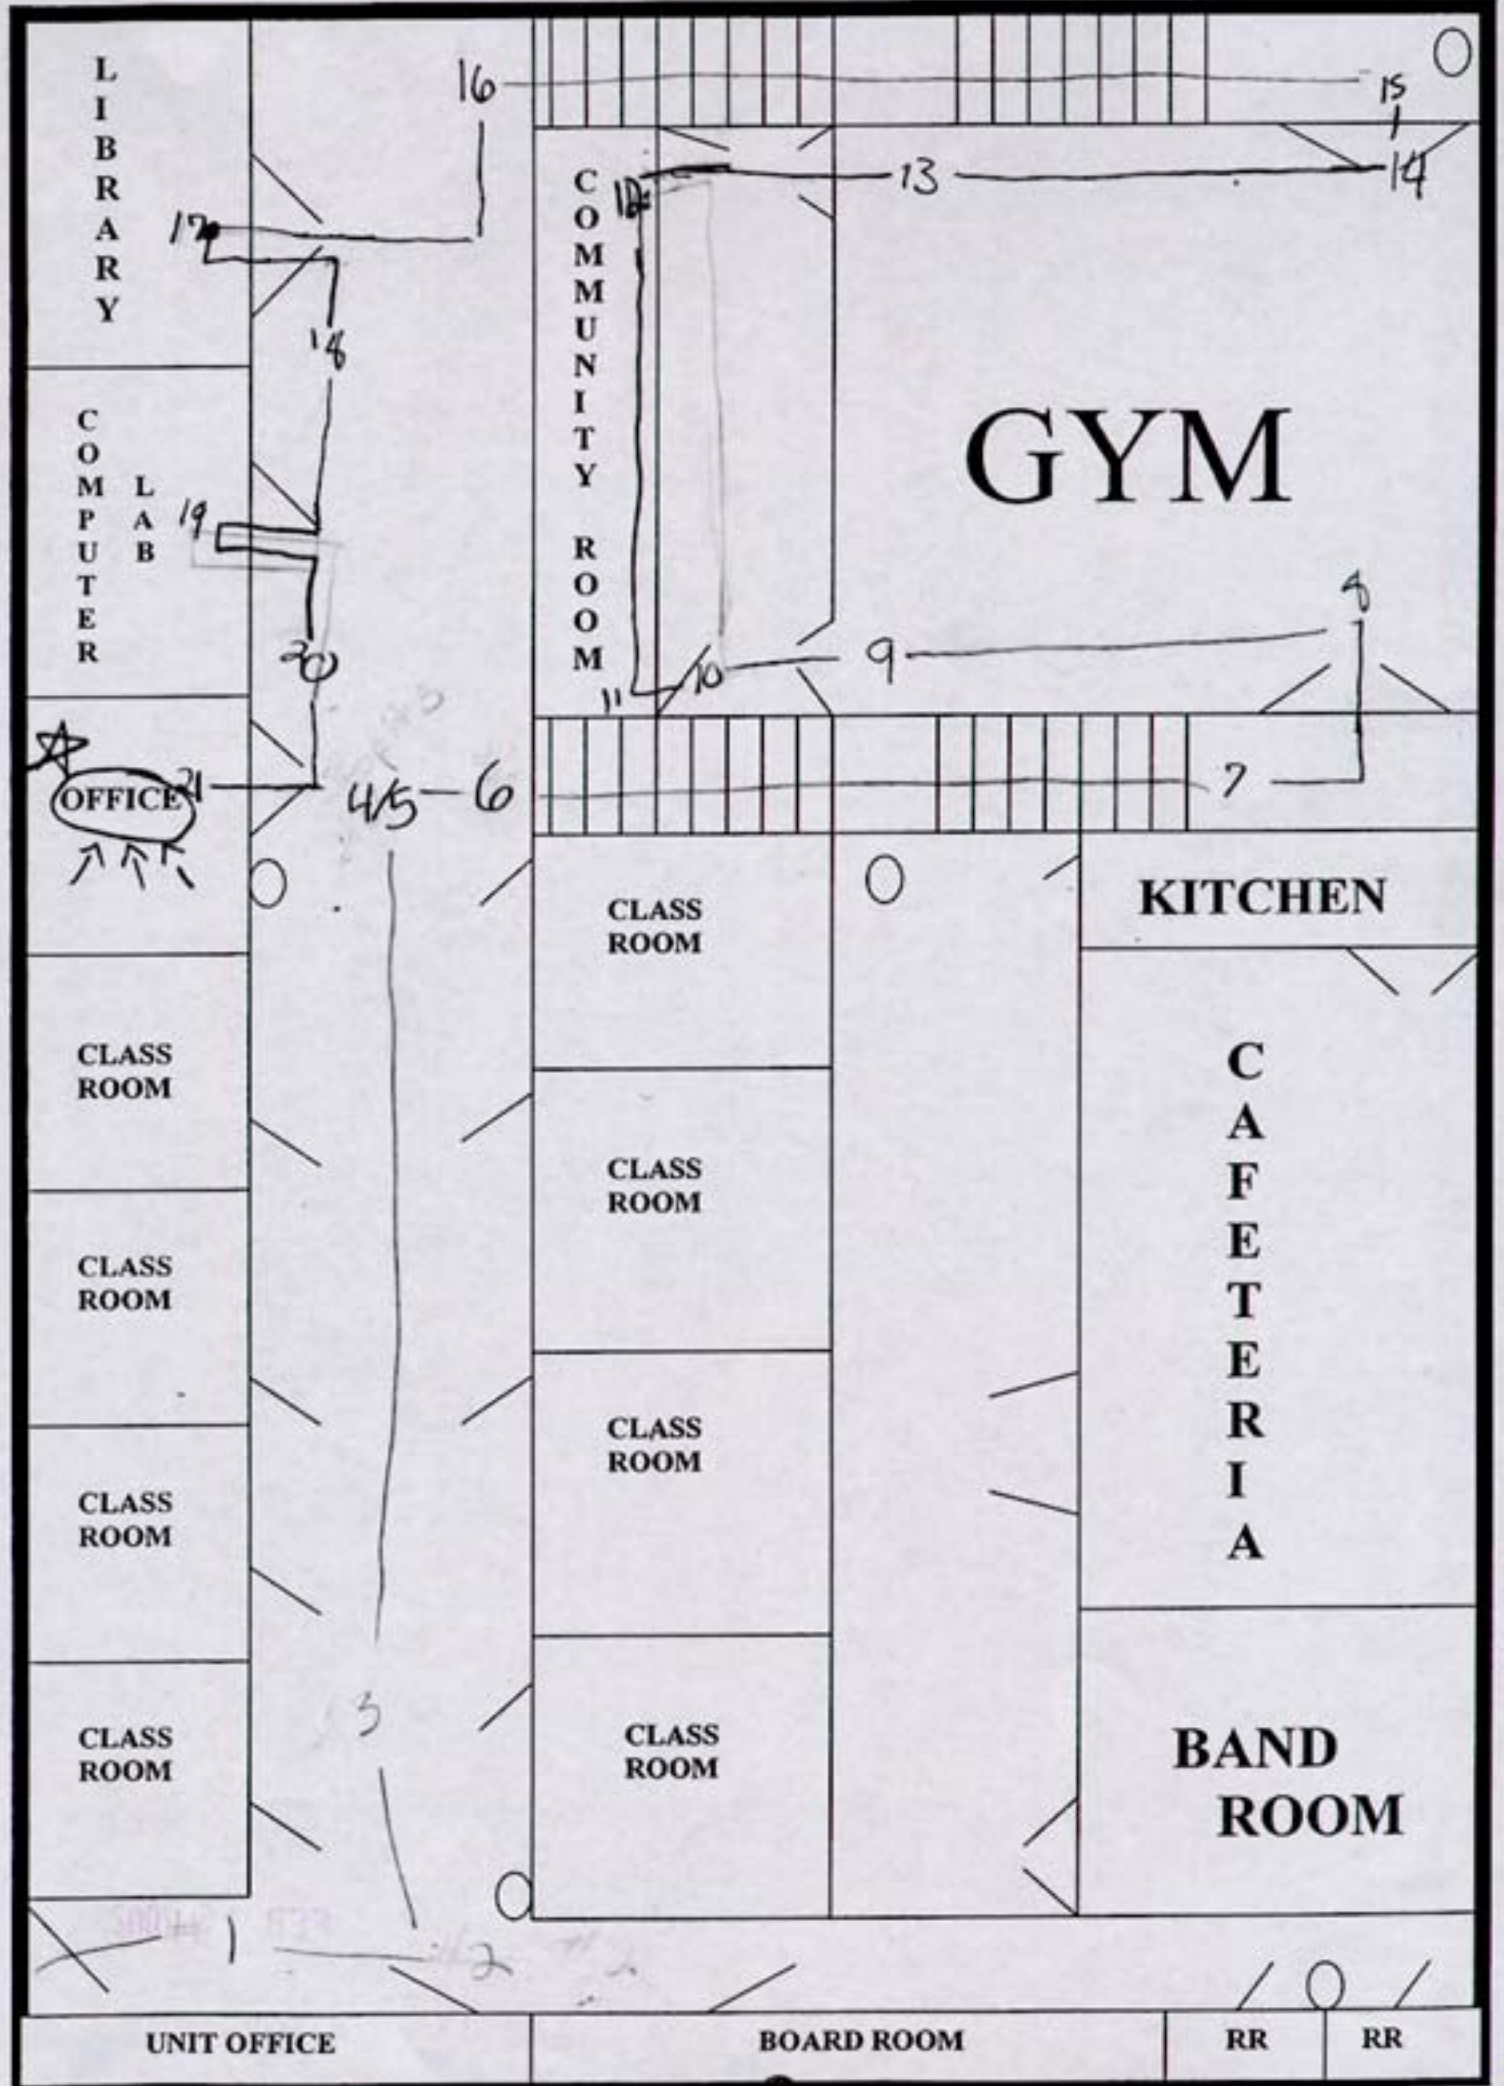 LIBRARY
16
15
14
13
12
COMMUNITY ROOM
17
18
GYM
COMPUTER
LAB
19
20
8
9
10
11
OFFICE
21
4/5
6
7
KITCHEN
CLASS
ROOM
CLASS
ROOM
CAFETERIA
CLASS
ROOM
CLASS
ROOM
CLASS
ROOM
CLASS
ROOM
3
CLASS
ROOM
CLASS
ROOM
BAND
ROOM
1
2
UNIT OFFICE
BOARD ROOM
RR
RR